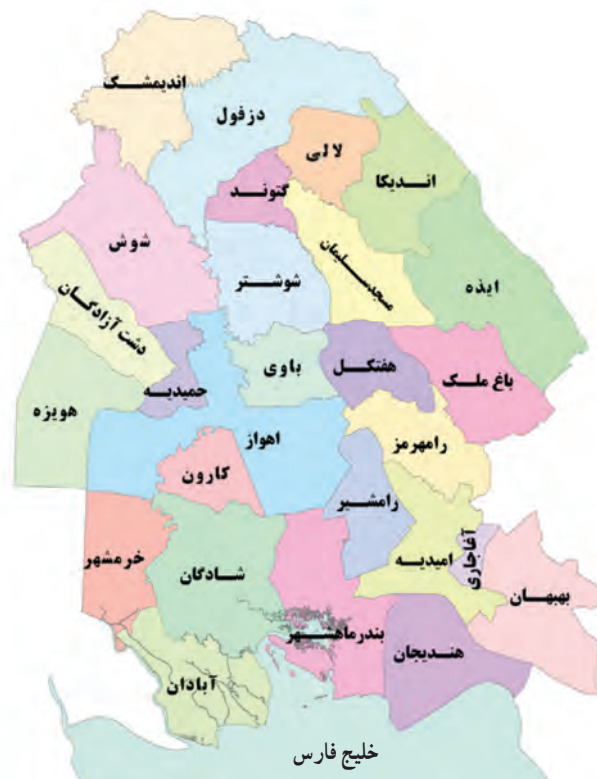 اندیمشک
دزفول
لالی
اندیکا
گتوند
شوش
شوشتر
مسجدسلیمان
ایذه
دشت آزادگان
حمیدیه
باوی
هفتکل
باغ ملک
هویزه
اهواز
رامهرمز
کارون
رامشیر
خرمشهر
شادگان
امیدیه
آغاجاری
بهبهان
بندرماهشهر
هندیجان
آبادان
خلیج فارس